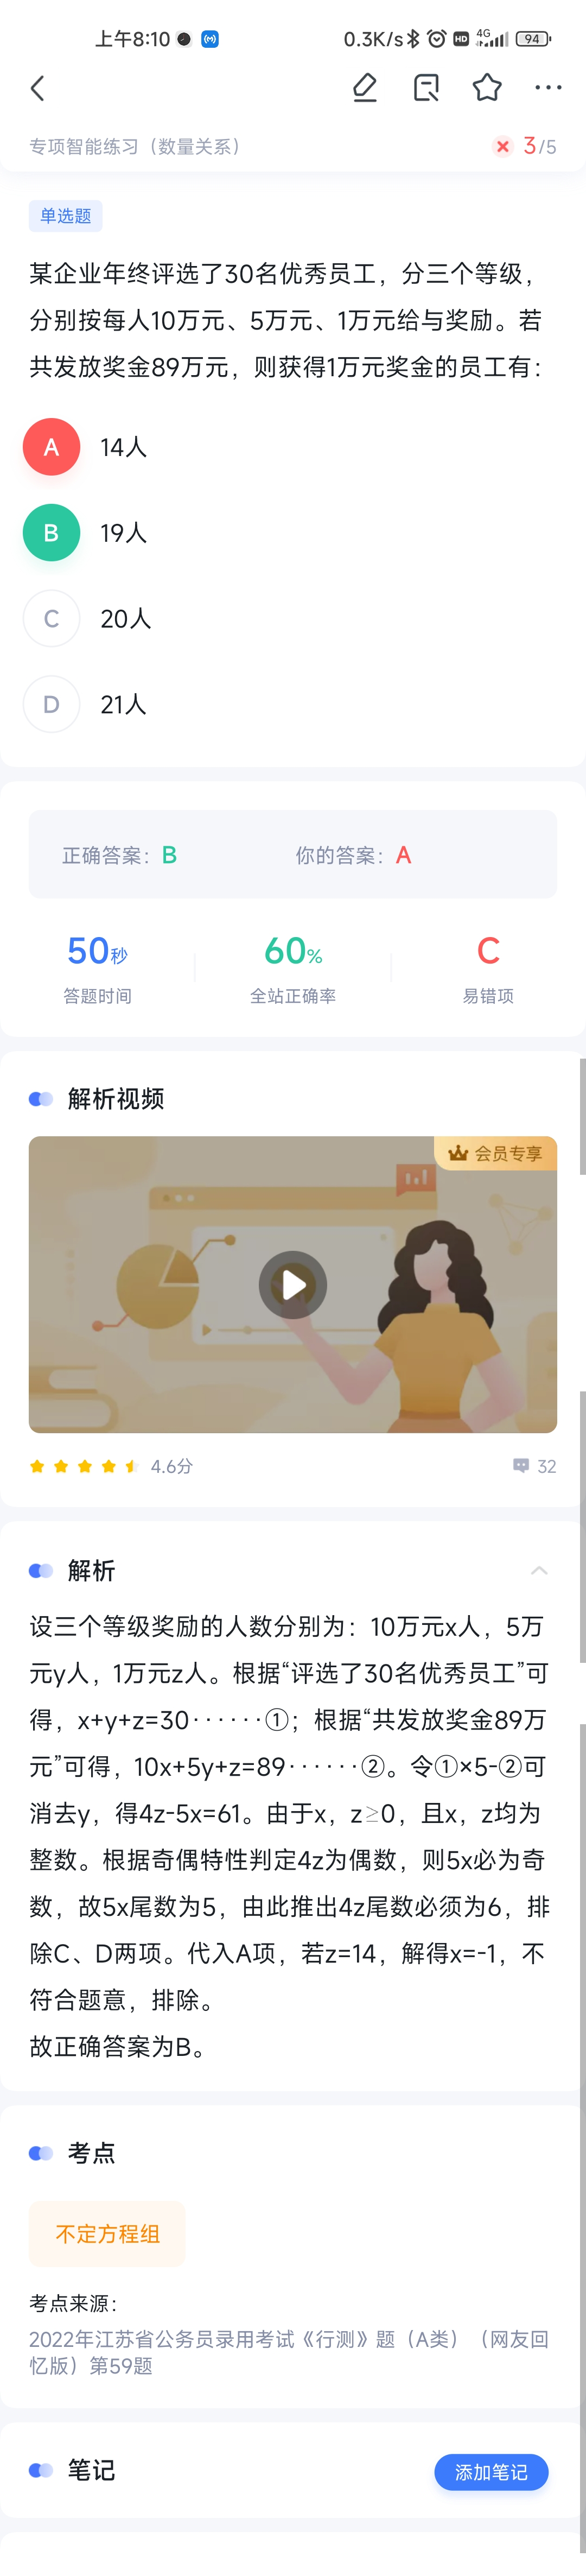 上午8:10
0.3K/s HD 4G 94
专项智能练习（数量关系）
3/5
单选题
某企业年终评选了30名优秀员工，分三个等级，
分别按每人10万元、5万元、1万元给与奖励。若
共发放奖金89万元，则获得1万元奖金的员工有：
A 14人
B 19人
C 20人
D 21人
正确答案：B 你的答案：A
50秒 60% C
答题时间 全站正确率 易错项
解析视频
会员专享
4.6分 32
解析
设三个等级奖励的人数分别为：10万元x人，5万
元y人，1万元z人。根据“评选了30名优秀员工”可
得，x+y+z=30······①；根据“共发放奖金89万
元”可得，10x+5y+z=89······②。令①×5-②可
消去y，得4z-5x=61。由于x，z≥0，且x，z均为
整数。根据奇偶特性判定4z为偶数，则5x必为奇
数，故5x尾数为5，由此推出4z尾数必须为6，排
除C、D两项。代入A项，若z=14，解得x=-1，不
符合题意，排除。
故正确答案为B。
考点
不定方程组
考点来源：
2022年江苏省公务员录用考试《行测》题（A类）（网友回
忆版）第59题
笔记
添加笔记